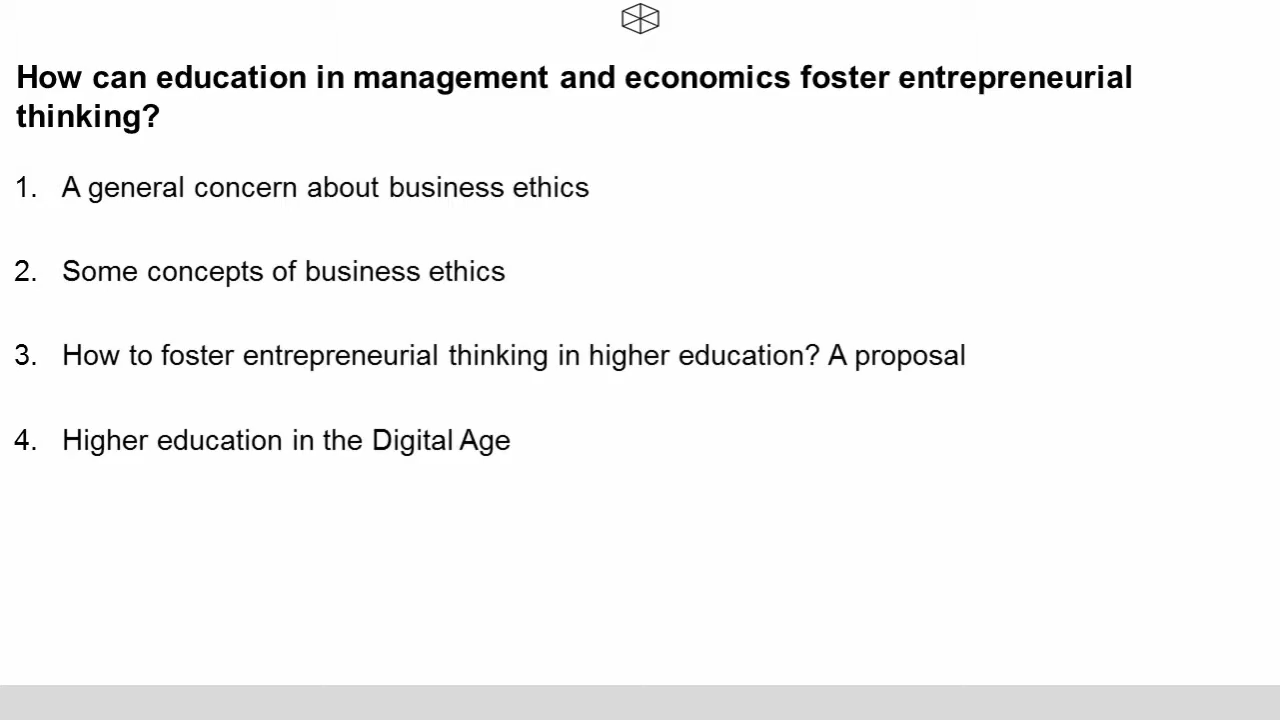 How can education in management and economics foster entrepreneurial
thinking?
1. A general concern about business ethics
2. Some concepts of business ethics
3. How to foster entrepreneurial thinking in higher education? A proposal
4. Higher education in the Digital Age